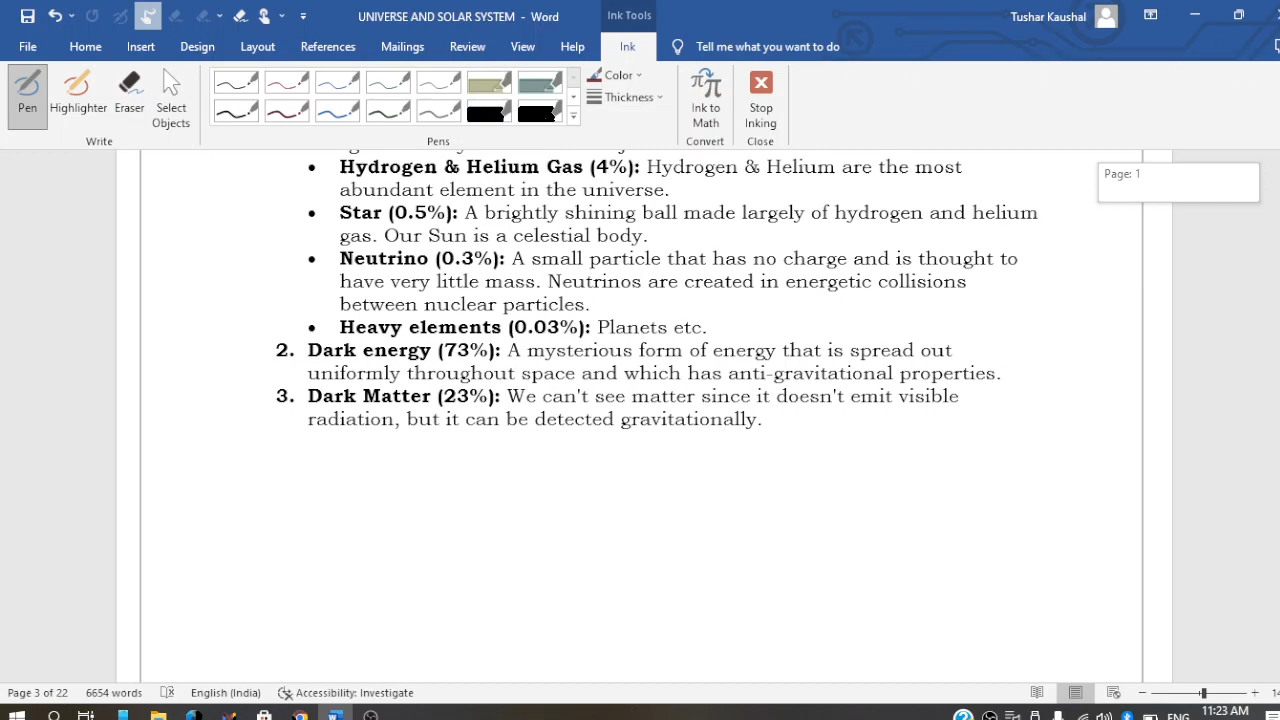 UNIVERSE AND SOLAR SYSTEM - Word
Ink Tools
Tushar Kaushal
File Home Insert Design Layout References Mailings Review View Help Ink Tell me what you want to do
Pen
Highlighter
Eraser
Select Objects
Color
Thickness
Ink to Math
Stop Inking
Write
Pens
Convert
Close
Page: 1
• Hydrogen & Helium Gas (4%): Hydrogen & Helium are the most
abundant element in the universe.
• Star (0.5%): A brightly shining ball made largely of hydrogen and helium
gas. Our Sun is a celestial body.
• Neutrino (0.3%): A small particle that has no charge and is thought to
have very little mass. Neutrinos are created in energetic collisions
between nuclear particles.
• Heavy elements (0.03%): Planets etc.
2. Dark energy (73%): A mysterious form of energy that is spread out
uniformly throughout space and which has anti-gravitational properties.
3. Dark Matter (23%): We can't see matter since it doesn't emit visible
radiation, but it can be detected gravitationally.
Page 3 of 22 6654 words English (India) Accessibility: Investigate
ENG 11:23 AM